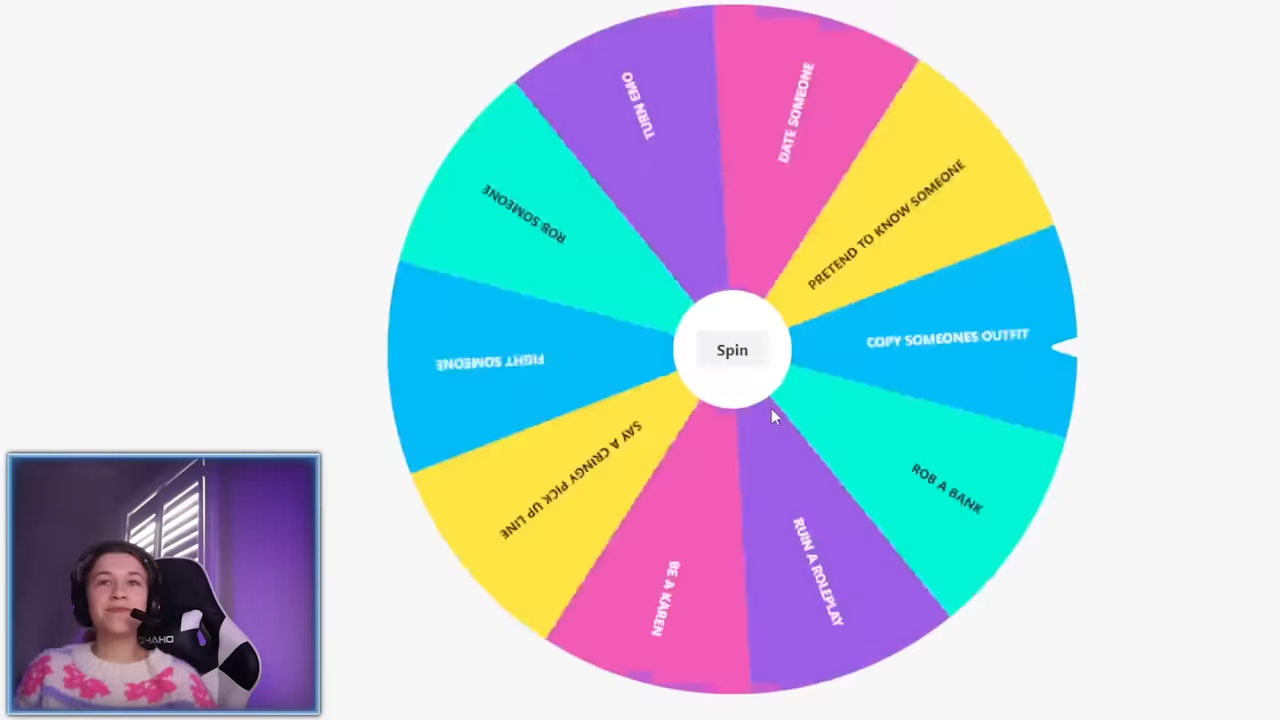 TURN EMO
DATE SOMEONE
PRETEND TO KNOW SOMEONE
COPY SOMEONES OUTFIT
ROB A BANK
RUIN A ROLEPLAY
BE A KAREN
SAY A CRINGY PICK UP LINE
FIGHT SOMEONE
ROB SOMEONE
Spin